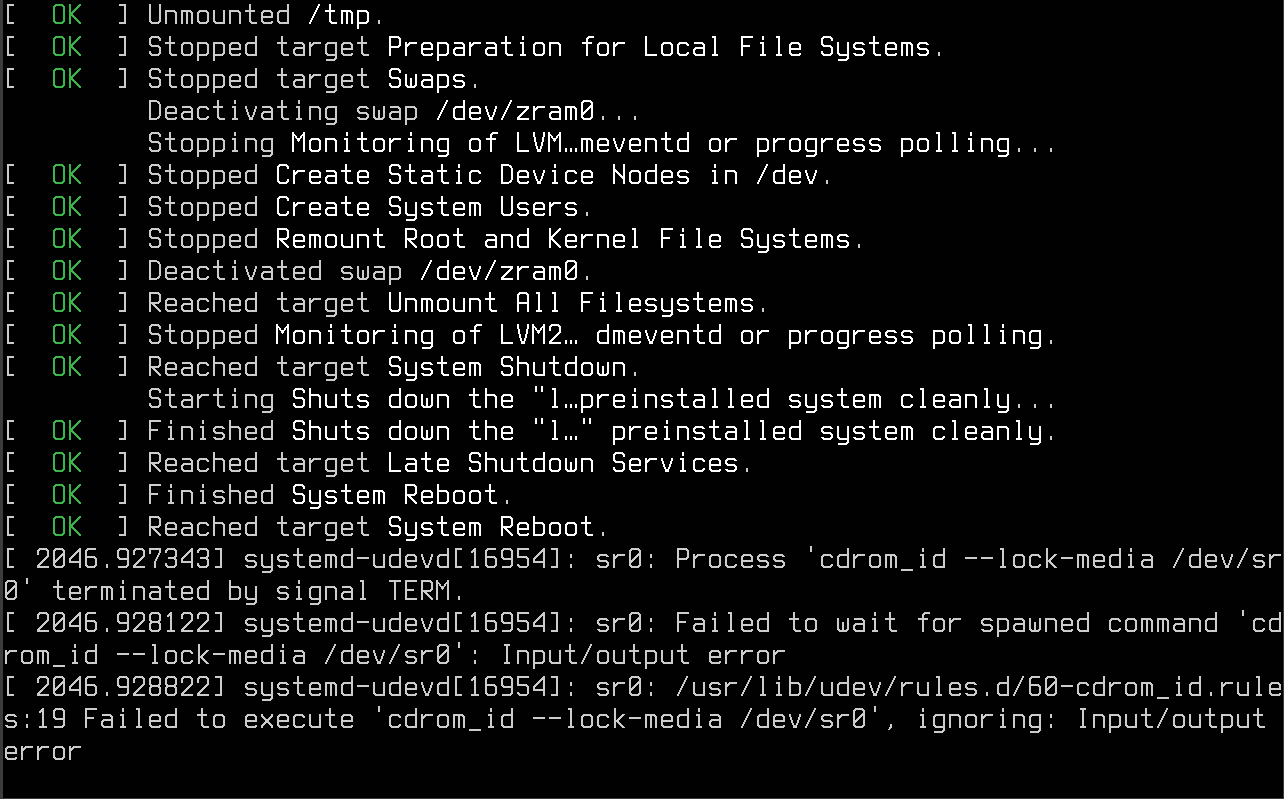 [  OK  ] Unmounted /tmp.
[  OK  ] Stopped target Preparation for Local File Systems.
[  OK  ] Stopped target Swaps.
         Deactivating swap /dev/zram0...
         Stopping Monitoring of LVM…meventd or progress polling...
[  OK  ] Stopped Create Static Device Nodes in /dev.
[  OK  ] Stopped Create System Users.
[  OK  ] Stopped Remount Root and Kernel File Systems.
[  OK  ] Deactivated swap /dev/zram0.
[  OK  ] Reached target Unmount All Filesystems.
[  OK  ] Stopped Monitoring of LVM2… dmeventd or progress polling.
[  OK  ] Reached target System Shutdown.
         Starting Shuts down the "l…preinstalled system cleanly...
[  OK  ] Finished Shuts down the "l…" preinstalled system cleanly.
[  OK  ] Reached target Late Shutdown Services.
[  OK  ] Finished System Reboot.
[  OK  ] Reached target System Reboot.
[ 2046.927343] systemd-udevd[16954]: sr0: Process 'cdrom_id --lock-media /dev/sr
0' terminated by signal TERM.
[ 2046.928122] systemd-udevd[16954]: sr0: Failed to wait for spawned command 'cd
rom_id --lock-media /dev/sr0': Input/output error
[ 2046.928822] systemd-udevd[16954]: sr0: /usr/lib/udev/rules.d/60-cdrom_id.rule
s:19 Failed to execute 'cdrom_id --lock-media /dev/sr0', ignoring: Input/output
error